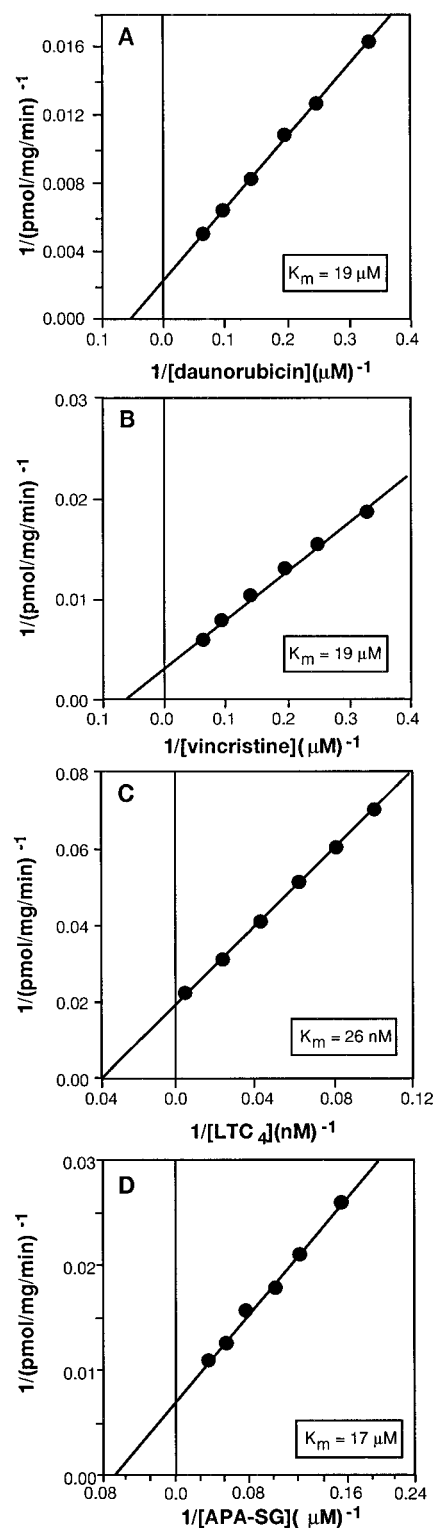 A
1/(pmol/mg/min) -1
0.016
0.012
0.008
0.004
0.000
Km = 19 μM
0.1 0.0 0.1 0.2 0.3 0.4
1/[daunorubicin](μM)-1
B
1/(pmol/mg/min) -1
0.03
0.02
0.01
0.00
Km = 19 μM
0.1 0.0 0.1 0.2 0.3 0.4
1/[vincristine](μM)-1
C
1/(pmol/mg/min) -1
0.08
0.06
0.04
0.02
0.00
Km = 26 nM
0.04 0.0 0.04 0.08 0.12
1/[LTC4](nM)-1
D
1/(pmol/mg/min) -1
0.03
0.02
0.01
0.00
Km = 17 μM
0.08 0.0 0.08 0.16 0.24
1/[APA-SG]( μM)-1